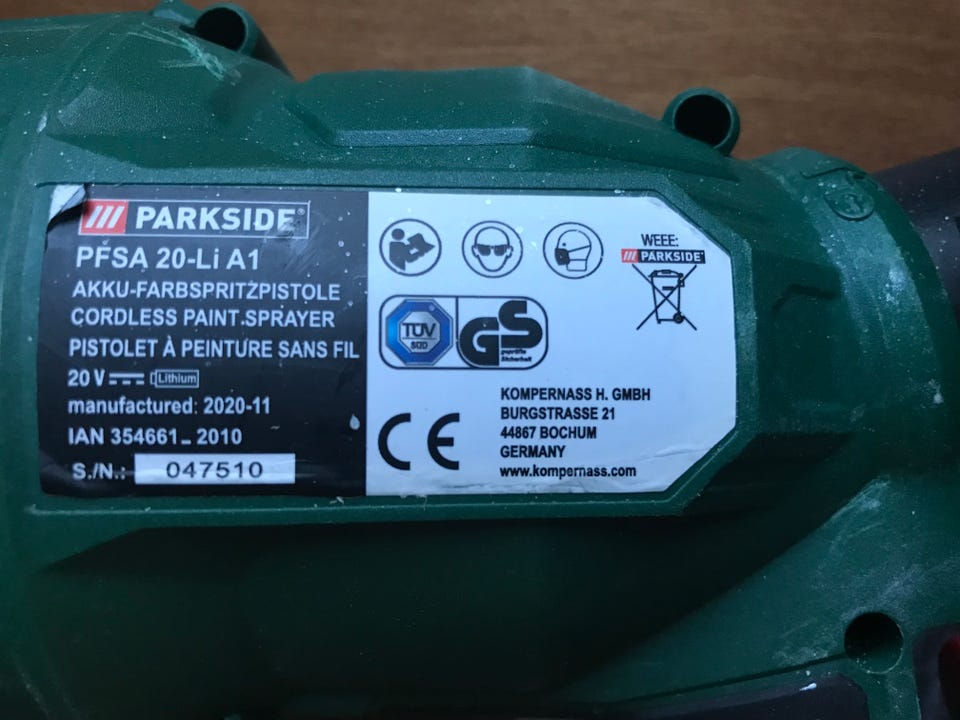 PARKSIDE®
PFSA 20-Li A1
AKKU-FARBSPRITZPISTOLE
CORDLESS PAINT SPRAYER
PISTOLET À PEINTURE SANS FIL
20 V Lithium
manufactured: 2020-11
IAN 354661_2010
S./N.: 047510
WEEE:
PARKSIDE®
TÜV
SÜD
GS
geprüfte
Sicherheit
CE
KOMPERNASS H. GMBH
BURGSTRASSE 21
44867 BOCHUM
GERMANY
www.kompernass.com